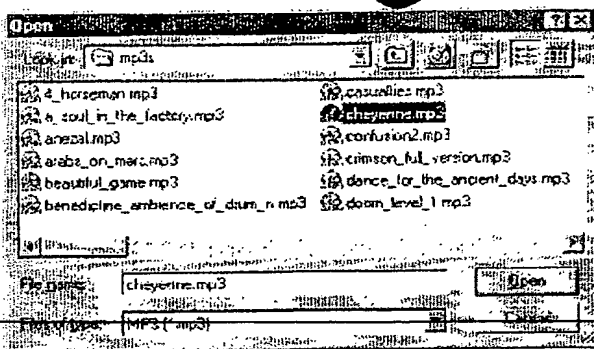 Open
Look in: mp3s
4_horseman.mp3
a_soul_in_the_factory.mp3
anezal.mp3
arabs_on_mars.mp3
beautiful_game.mp3
benedictine_ambience_of_drum_n.mp3
casualties.mp3
cheyenne.mp3
confusion2.mp3
crimson_full_version.mp3
dance_for_the_ancient_days.mp3
doom_level_1.mp3
File name: cheyenne.mp3 Open
Files of type: MP3 (*.mp3) Cancel